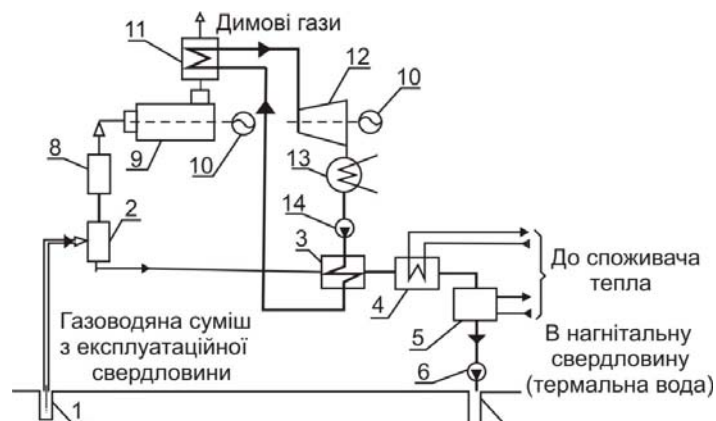 11
Димові газы
12
10
8
9
10
13
2
14
3
До споживача
тепла
4
Газоводяна суміш
з експлуатаційної
свердловини
5
В нагнітальну
свердловину
(термальна вода)
6
1